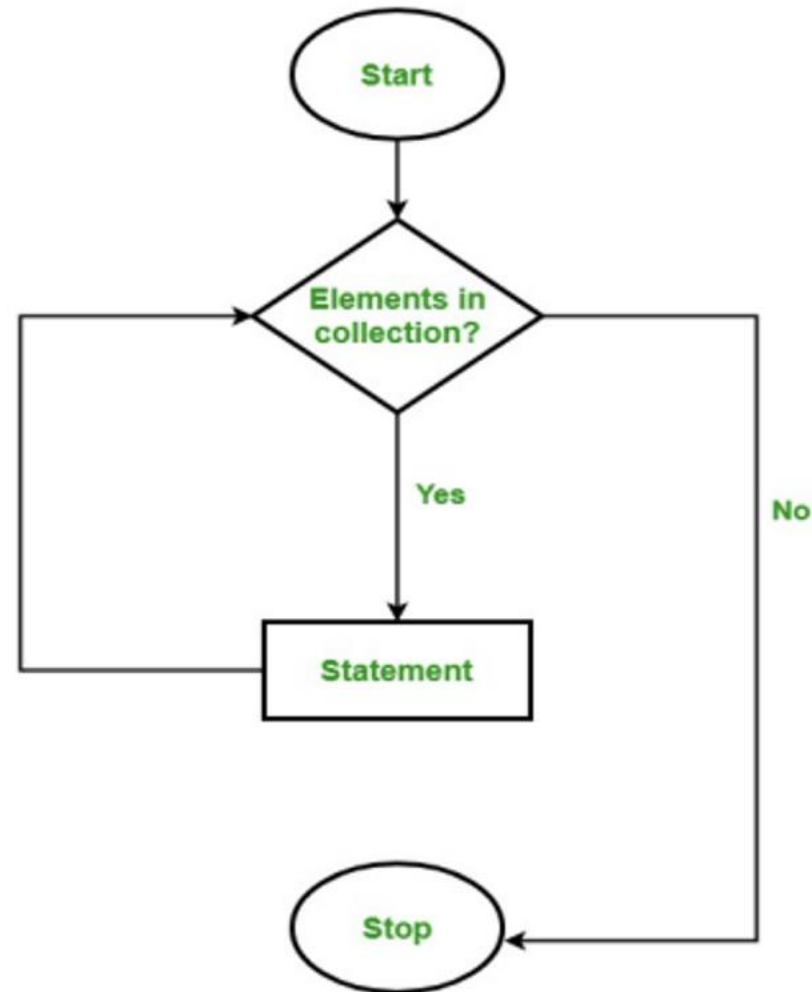 Start
Elements in
collection?
Yes
No
Statement
Stop